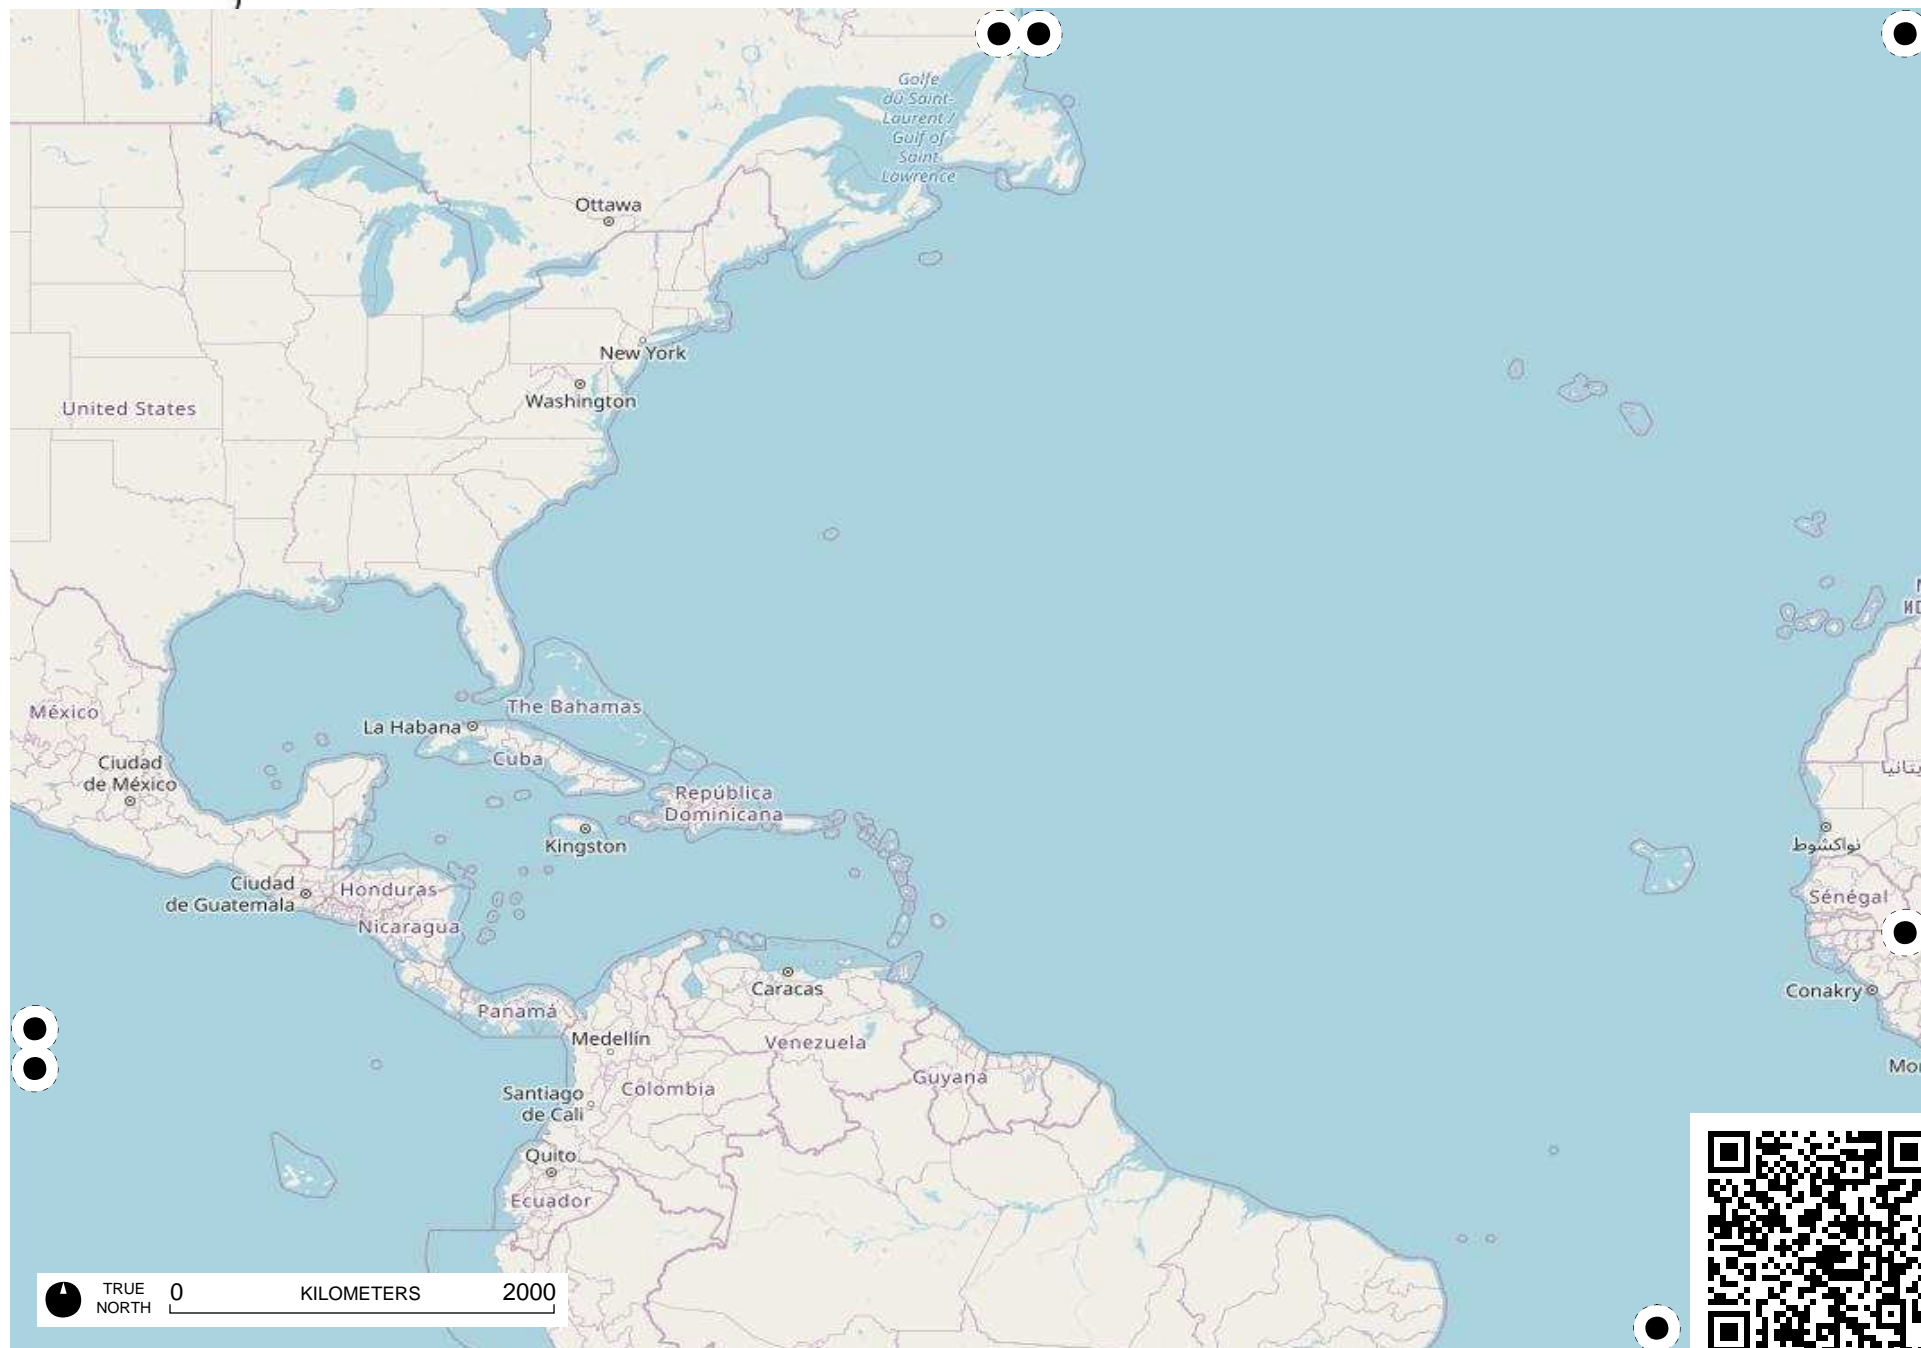 Golfe
du Saint-
Laurent /
Gulf of
Saint
Lawrence
Ottawa
New York
Washington
United States
México
Ciudad
de México
The Bahamas
La Habana
Cuba
República
Dominicana
Kingston
Ciudad
de Guatemala
Honduras
Nicaragua
نواكشوط
Sénégal
Conakry
Caracas
Panamá
Medellín
Venezuela
Guyana
Colombia
Santiago
de Cali
Quito
Ecuador
TRUE
NORTH
0
KILOMETERS
2000